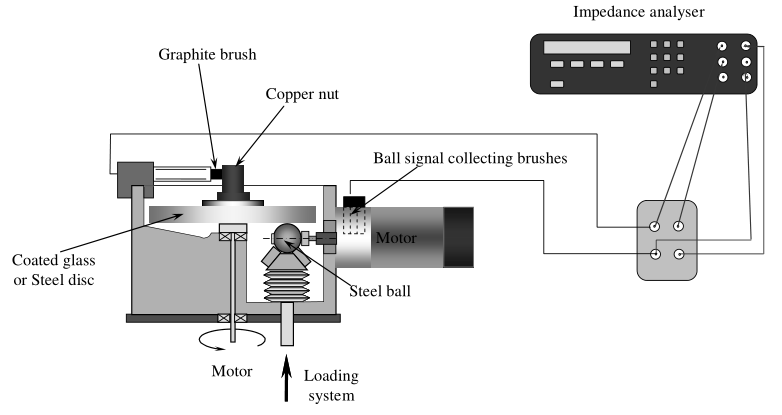 Impedance analyser
Graphite brush
Copper nut
Ball signal collecting brushes
Motor
Coated glass
or Steel disc
Steel ball
Motor
Loading
system